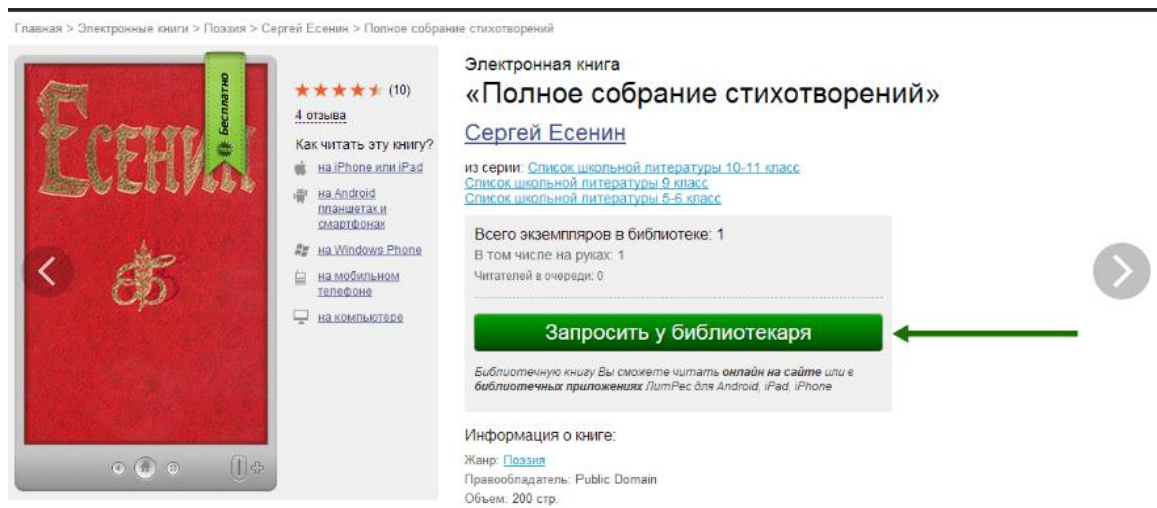 Главная > Электронные книги > Поэзия > Сергей Есенин > Полное собрание стихотворений
Есенин
Бесплатно
(10)
4 отзыва
Как читать эту книгу?
на iPhone или iPad
на Android
планшетах и
смартфонах
на Windows Phone
на мобильном
телефоне
на компьютере
Электронная книга
«Полное собрание стихотворений»
Сергей Есенин
из серии: Список школьной литературы 10-11 класс
Список школьной литературы 9 класс
Список школьной литературы 5-6 класс
Всего экземпляров в библиотеке: 1
В том числе на руках: 1
Читателей в очереди: 0
Запросить у библиотекаря
Библиотечную книгу Вы сможете читать онлайн на сайте или в
библиотечных приложениях ЛитРес для Android, iPad, iPhone
Информация о книге:
Жанр: Поэзия
Правообладатель: Public Domain
Объем: 200 стр.